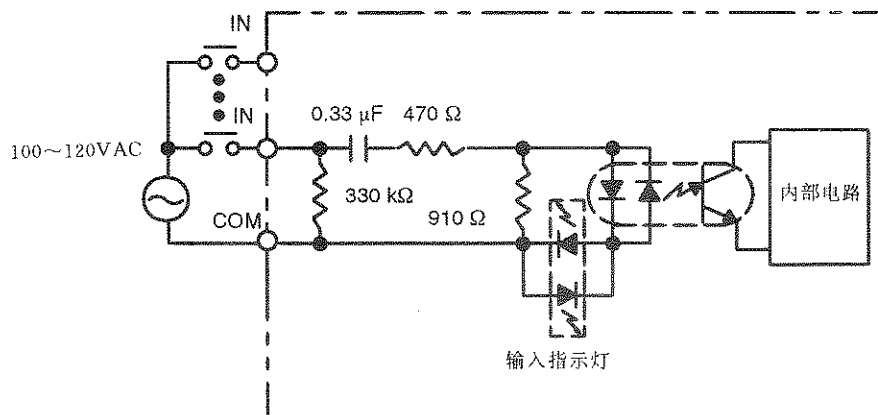 IN
IN
0.33 μF 470 Ω
100～120VAC
330 kΩ
COM
910 Ω
内部电路
输入指示灯